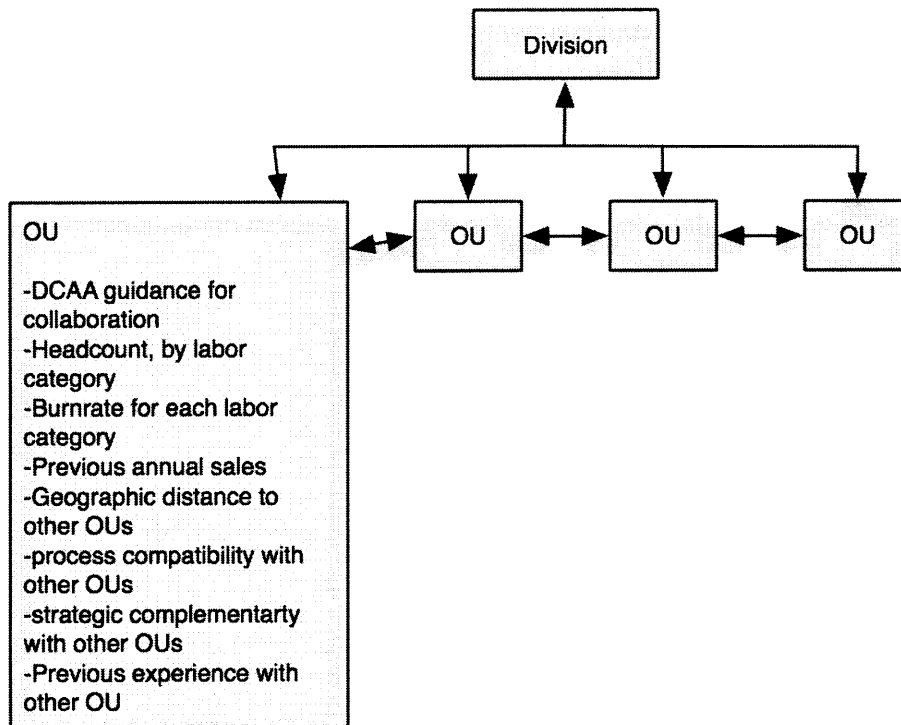 Division
OU
-DCAA guidance for
collaboration
-Headcount, by labor
category
-Burnrate for each labor
category
-Previous annual sales
-Geographic distance to
other OUs
-process compatibility with
other OUs
-strategic complementarty
with other OUs
-Previous experience with
other OU
OU
OU
OU